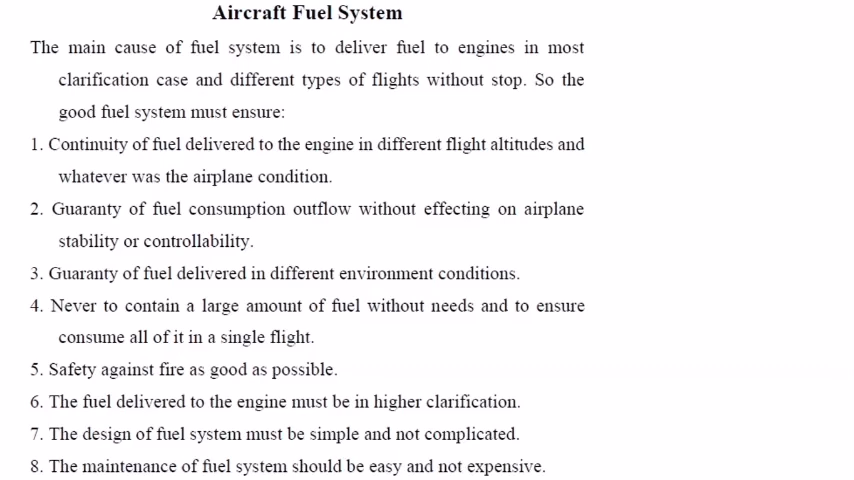 Aircraft Fuel System
The main cause of fuel system is to deliver fuel to engines in most
clarification case and different types of flights without stop. So the
good fuel system must ensure:
1. Continuity of fuel delivered to the engine in different flight altitudes and
whatever was the airplane condition.
2. Guaranty of fuel consumption outflow without effecting on airplane
stability or controllability.
3. Guaranty of fuel delivered in different environment conditions.
4. Never to contain a large amount of fuel without needs and to ensure
consume all of it in a single flight.
5. Safety against fire as good as possible.
6. The fuel delivered to the engine must be in higher clarification.
7. The design of fuel system must be simple and not complicated.
8. The maintenance of fuel system should be easy and not expensive.